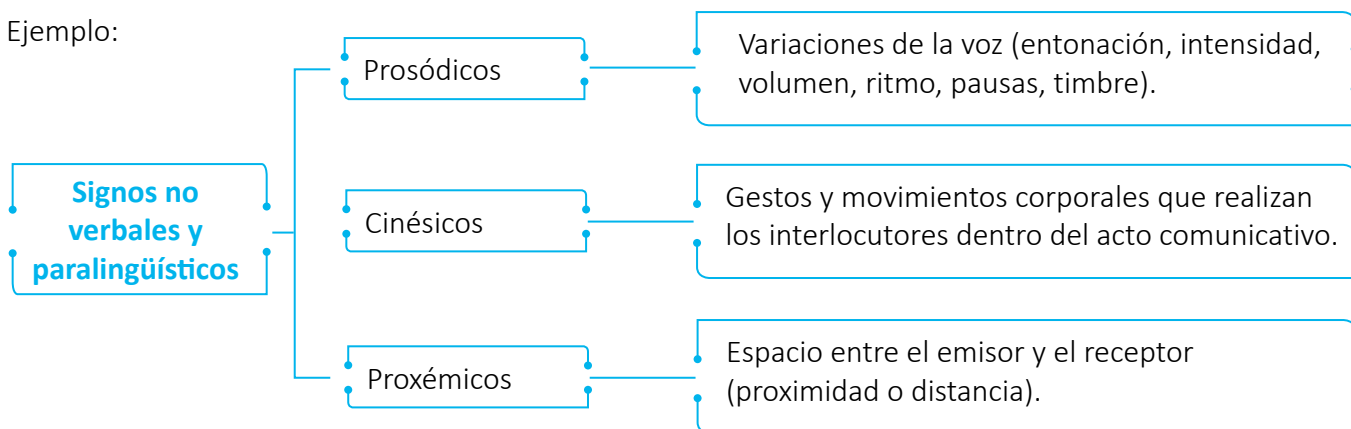 Ejemplo:
Prosódicos
Variaciones de la voz (entonación, intensidad,
volumen, ritmo, pausas, timbre).
Signos no
verbales y
paralingüísticos
Cinésicos
Gestos y movimientos corporales que realizan
los interlocutores dentro del acto comunicativo.
Proxémicos
Espacio entre el emisor y el receptor
(proximidad o distancia).